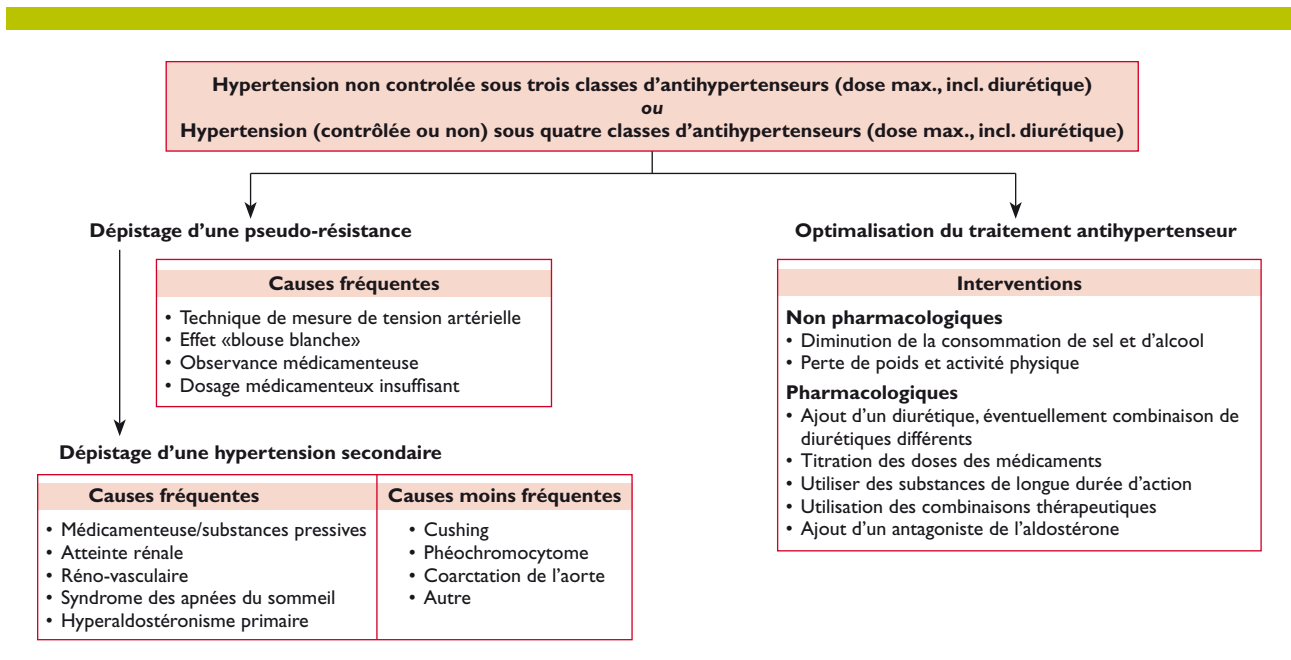 Hypertension non controlée sous trois classes d'antihypertenseurs (dose max., incl. diurétique)
ou
Hypertension (contrôlée ou non) sous quatre classes d'antihypertenseurs (dose max., incl. diurétique)
Dépistage d'une pseudo-résistance
Causes fréquentes
• Technique de mesure de tension artérielle
• Effet «blouse blanche»
• Observance médicamenteuse
• Dosage médicamenteux insuffisant
Dépistage d'une hypertension secondaire
Causes fréquentes
• Médicamenteuse/substances pressives
• Atteinte rénale
• Réno-vasculaire
• Syndrome des apnées du sommeil
• Hyperaldostéronisme primaire
Causes moins fréquentes
• Cushing
• Phéochromocytome
• Coarctation de l'aorte
• Autre
Optimalisation du traitement antihypertenseur
Interventions
Non pharmacologiques
• Diminution de la consommation de sel et d'alcool
• Perte de poids et activité physique
Pharmacologiques
• Ajout d'un diurétique, éventuellement combinaison de
diurétiques différents
• Titration des doses des médicaments
• Utiliser des substances de longue durée d'action
• Utilisation des combinaisons thérapeutiques
• Ajout d'un antagoniste de l'aldostérone